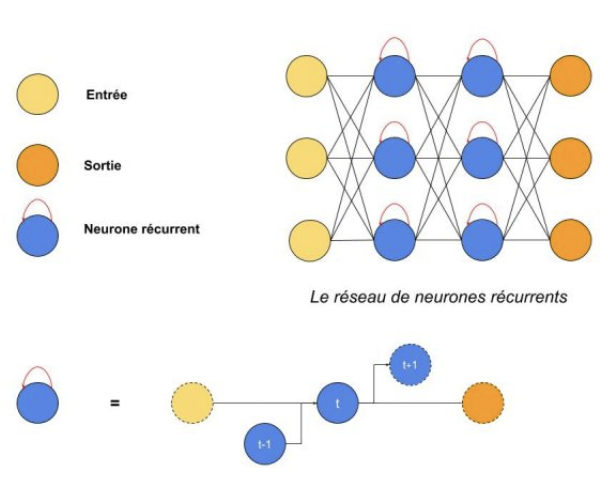 Entrée
Sortie
Neurone récurrent
Le réseau de neurones récurrents
=
t+1
t
t-1